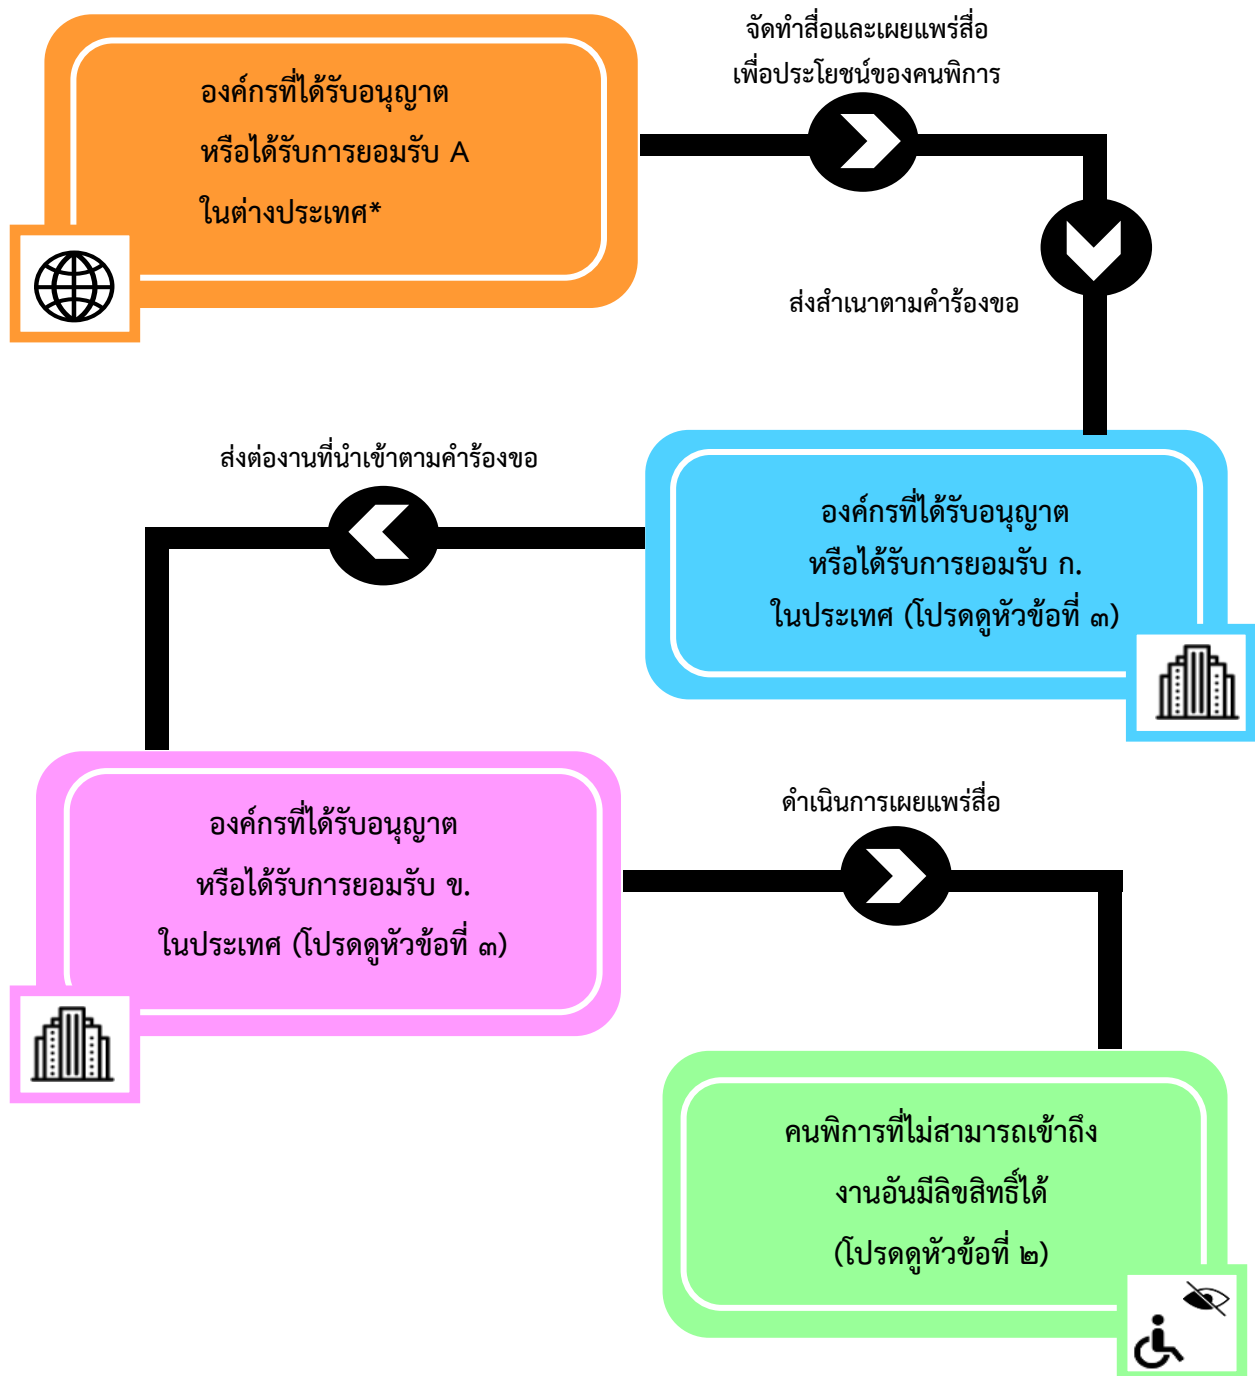 จัดทำสื่อและเผยแพร่สื่อ
เพื่อประโยชน์ของคนพิการ
องค์กรที่ได้รับอนุญาต
หรือได้รับการยอมรับ A
ในต่างประเทศ*
ส่งสำเนาตามคำร้องขอ
ส่งต่องานที่นำเข้าตามคำร้องขอ
องค์กรที่ได้รับอนุญาต
หรือได้รับการยอมรับ ก.
ในประเทศ (โปรดดูหัวข้อที่ ๓)
องค์กรที่ได้รับอนุญาต
หรือได้รับการยอมรับ ข.
ในประเทศ (โปรดดูหัวข้อที่ ๓)
ดำเนินการเผยแพร่สื่อ
คนพิการที่ไม่สามารถเข้าถึง
งานอันมีลิขสิทธิ์ได้
(โปรดดูหัวข้อที่ ๒)